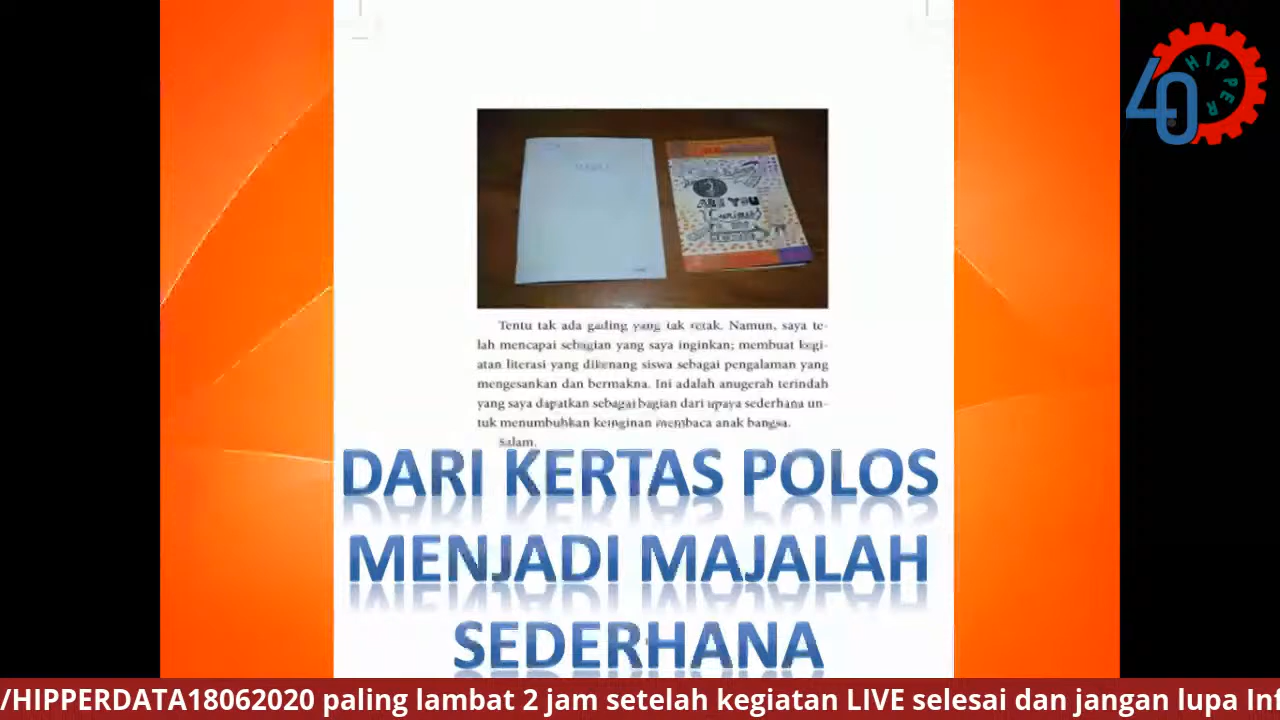 40 HIPPER
ARE YOU
Tentu tak ada gading yang tak retak. Namun, saya te-
lah mencapai sebagian yang saya inginkan; membuat kegi-
atan literasi yang dikenang siswa sebagai pengalaman yang
mengesankan dan bermakna. Ini adalah anugerah terindah
yang saya dapatkan sebagai bagian dari upaya sederhana un-
tuk menumbuhkan keinginan membaca anak bangsa.
Salam.
DARI KERTAS POLOS
MENJADI MAJALAH
SEDERHANA
/HIPPERDATA18062020 paling lambat 2 jam setelah kegiatan LIVE selesai dan jangan lupa Inf